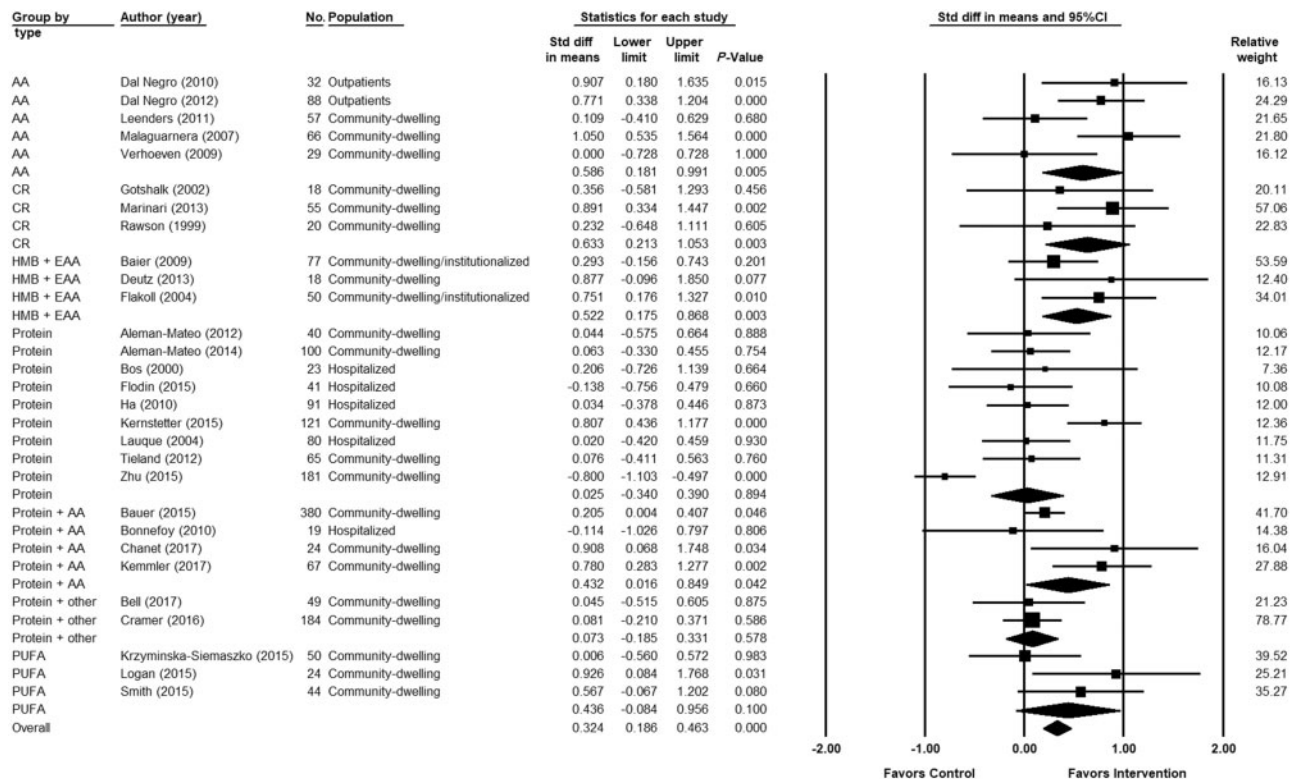 Group by type Author (year) No. Population Statistics for each study Std diff in means and 95%CI
Std diff in means Lower limit Upper limit P-Value Relative weight
AA Dal Negro (2010) 32 Outpatients 0.907 0.180 1.635 0.015 16.13
AA Dal Negro (2012) 88 Outpatients 0.771 0.338 1.204 0.000 24.29
AA Leenders (2011) 57 Community-dwelling 0.109 -0.410 0.629 0.680 21.65
AA Malaguarnera (2007) 66 Community-dwelling 1.050 0.535 1.564 0.000 21.80
AA Verhoeven (2009) 29 Community-dwelling 0.000 -0.728 0.728 1.000 16.12
AA 0.586 0.181 0.991 0.005
CR Gotshalk (2002) 18 Community-dwelling 0.356 -0.581 1.293 0.456 20.11
CR Marinari (2013) 55 Community-dwelling 0.891 0.334 1.447 0.002 57.06
CR Rawson (1999) 20 Community-dwelling 0.232 -0.648 1.111 0.605 22.83
CR 0.633 0.213 1.053 0.003
HMB + EAA Baier (2009) 77 Community-dwelling/institutionalized 0.293 -0.156 0.743 0.201 53.59
HMB + EAA Deutz (2013) 18 Community-dwelling 0.877 -0.096 1.850 0.077 12.40
HMB + EAA Flakoll (2004) 50 Community-dwelling/institutionalized 0.751 0.176 1.327 0.010 34.01
HMB + EAA 0.522 0.175 0.868 0.003
Protein Aleman-Mateo (2012) 40 Community-dwelling 0.044 -0.575 0.664 0.888 10.06
Protein Aleman-Mateo (2014) 100 Community-dwelling 0.063 -0.330 0.455 0.754 12.17
Protein Bos (2000) 23 Hospitalized 0.206 -0.726 1.139 0.664 7.36
Protein Flodin (2015) 41 Hospitalized -0.138 -0.756 0.479 0.660 10.08
Protein Ha (2010) 91 Hospitalized 0.034 -0.378 0.446 0.873 12.00
Protein Kernstetter (2015) 121 Community-dwelling 0.807 0.436 1.177 0.000 12.36
Protein Lauque (2004) 80 Hospitalized 0.020 -0.420 0.459 0.930 11.75
Protein Tieland (2012) 65 Community-dwelling 0.076 -0.411 0.563 0.760 11.31
Protein Zhu (2015) 181 Community-dwelling -0.800 -1.103 -0.497 0.000 12.91
Protein 0.025 -0.340 0.390 0.894
Protein + AA Bauer (2015) 380 Community-dwelling 0.205 0.004 0.407 0.046 41.70
Protein + AA Bonnefoy (2010) 19 Hospitalized -0.114 -1.026 0.797 0.806 14.38
Protein + AA Chanet (2017) 24 Community-dwelling 0.908 0.068 1.748 0.034 16.04
Protein + AA Kemmler (2017) 67 Community-dwelling 0.780 0.283 1.277 0.002 27.88
Protein + AA 0.432 0.016 0.849 0.042
Protein + other Bell (2017) 49 Community-dwelling 0.045 -0.515 0.605 0.875 21.23
Protein + other Cramer (2016) 184 Community-dwelling 0.081 -0.210 0.371 0.586 78.77
Protein + other 0.073 -0.185 0.331 0.578
PUFA Krzyminska-Siemaszko (2015) 50 Community-dwelling 0.006 -0.560 0.572 0.983 39.52
PUFA Logan (2015) 24 Community-dwelling 0.926 0.084 1.768 0.031 25.21
PUFA Smith (2015) 44 Community-dwelling 0.567 -0.067 1.202 0.080 35.27
PUFA 0.436 -0.084 0.956 0.100
Overall 0.324 0.186 0.463 0.000
-2.00 -1.00 0.00 1.00 2.00
Favors Control Favors Intervention